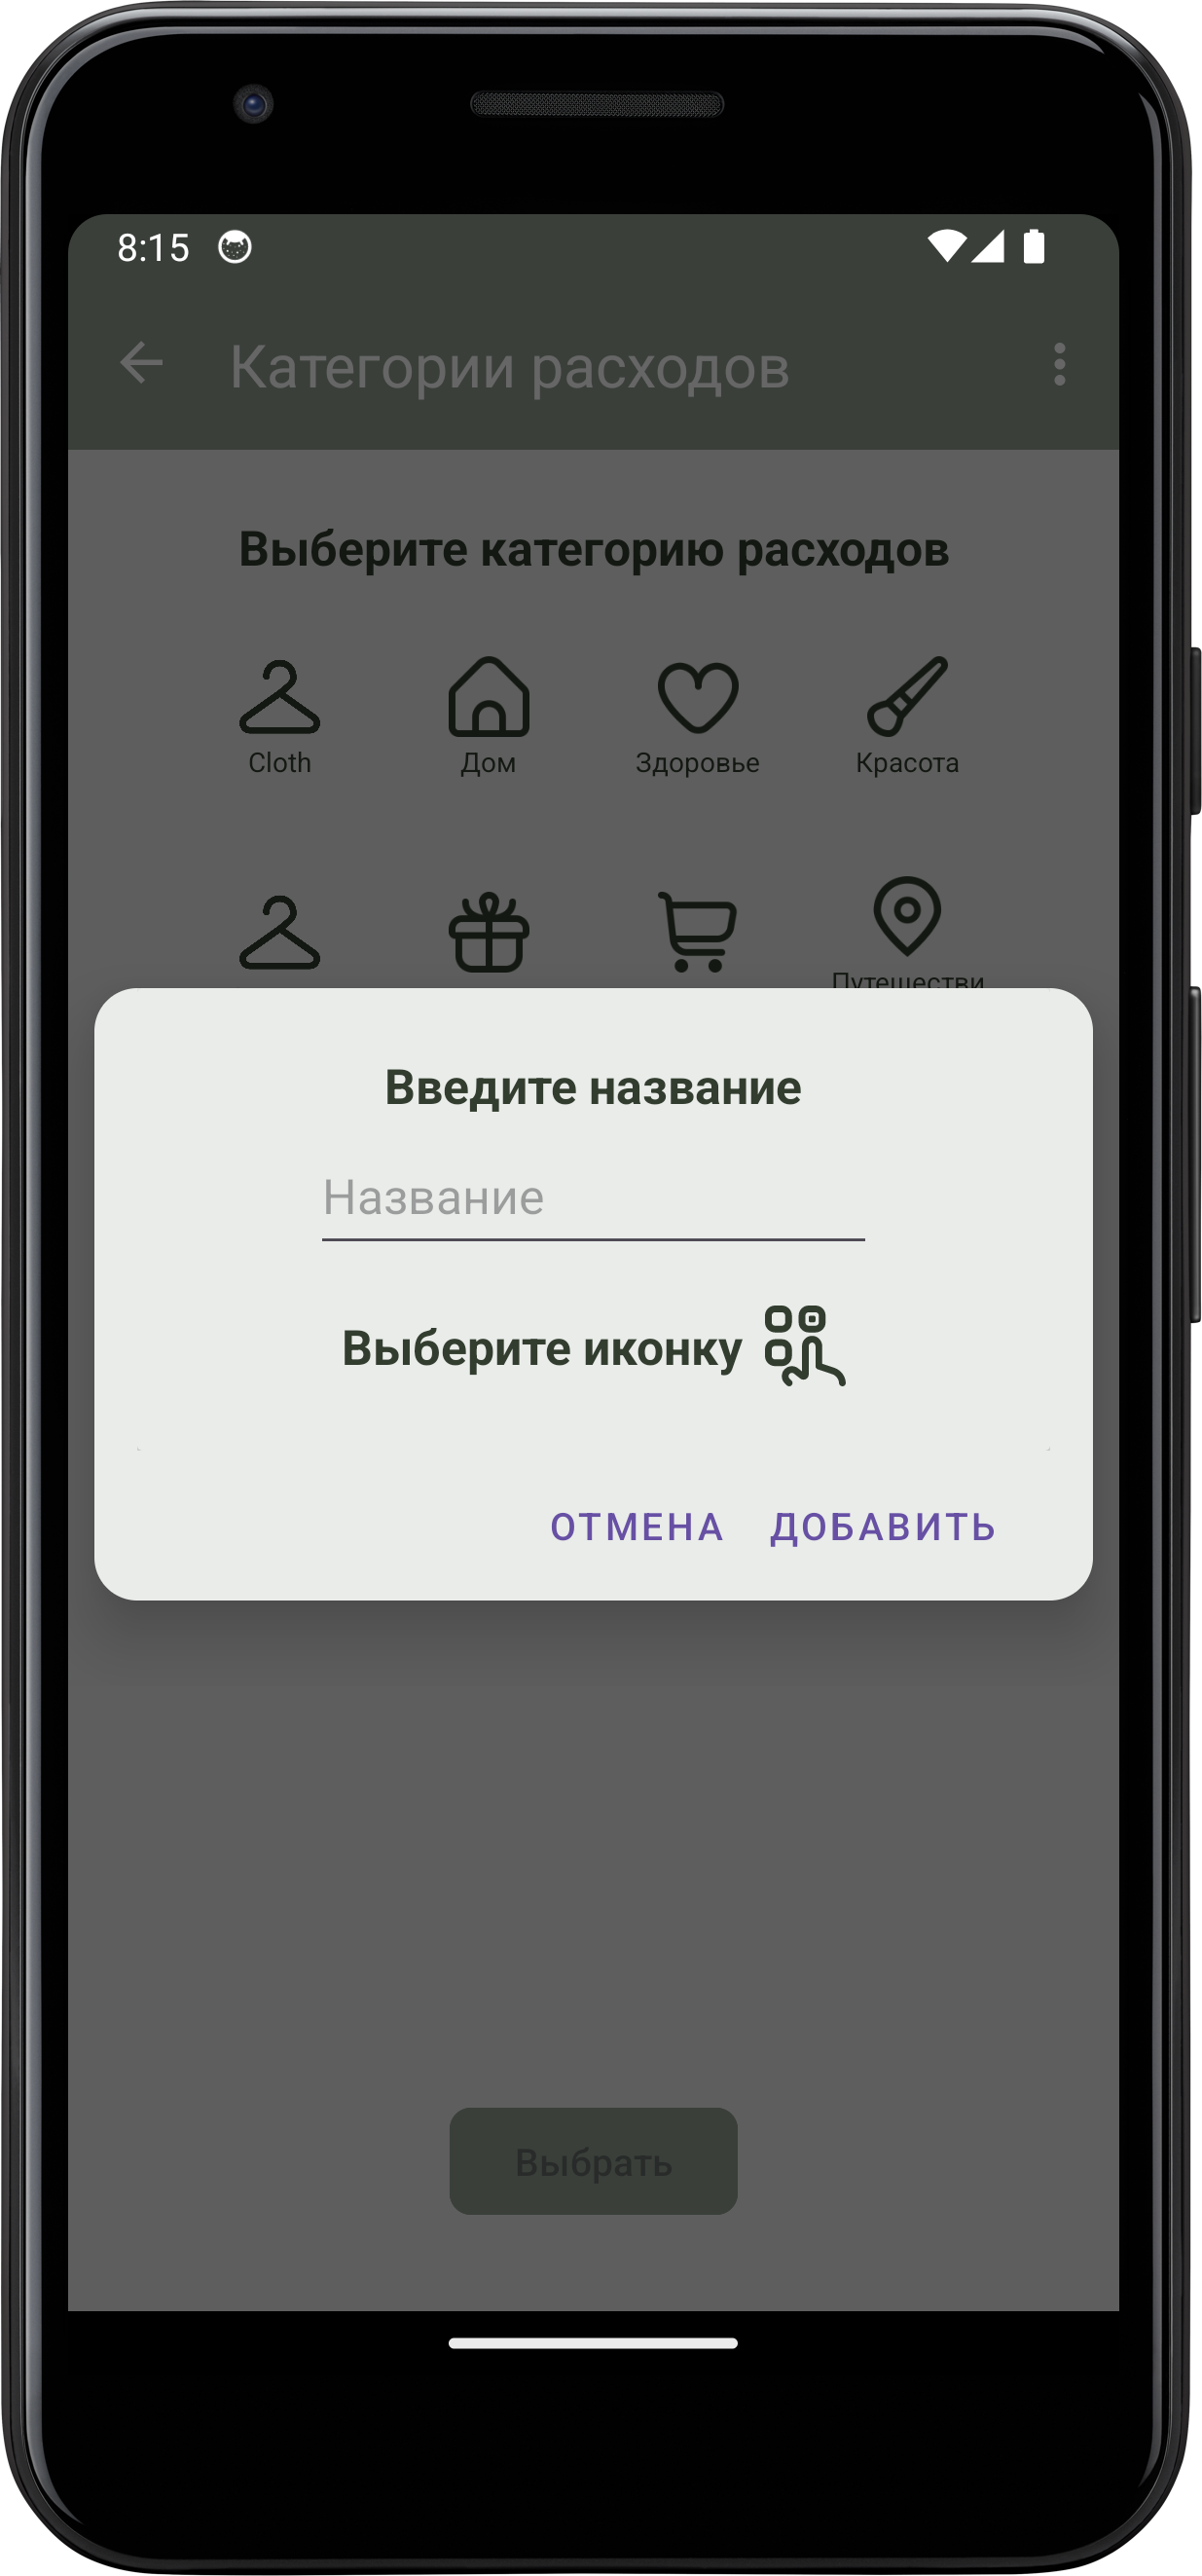 8:15
Категории расходов
Выберите категорию расходов
Cloth Дом Здоровье Красота
Путешестви
Введите название
Название
Выберите иконку
ОТМЕНА ДОБАВИТЬ
Выбрать